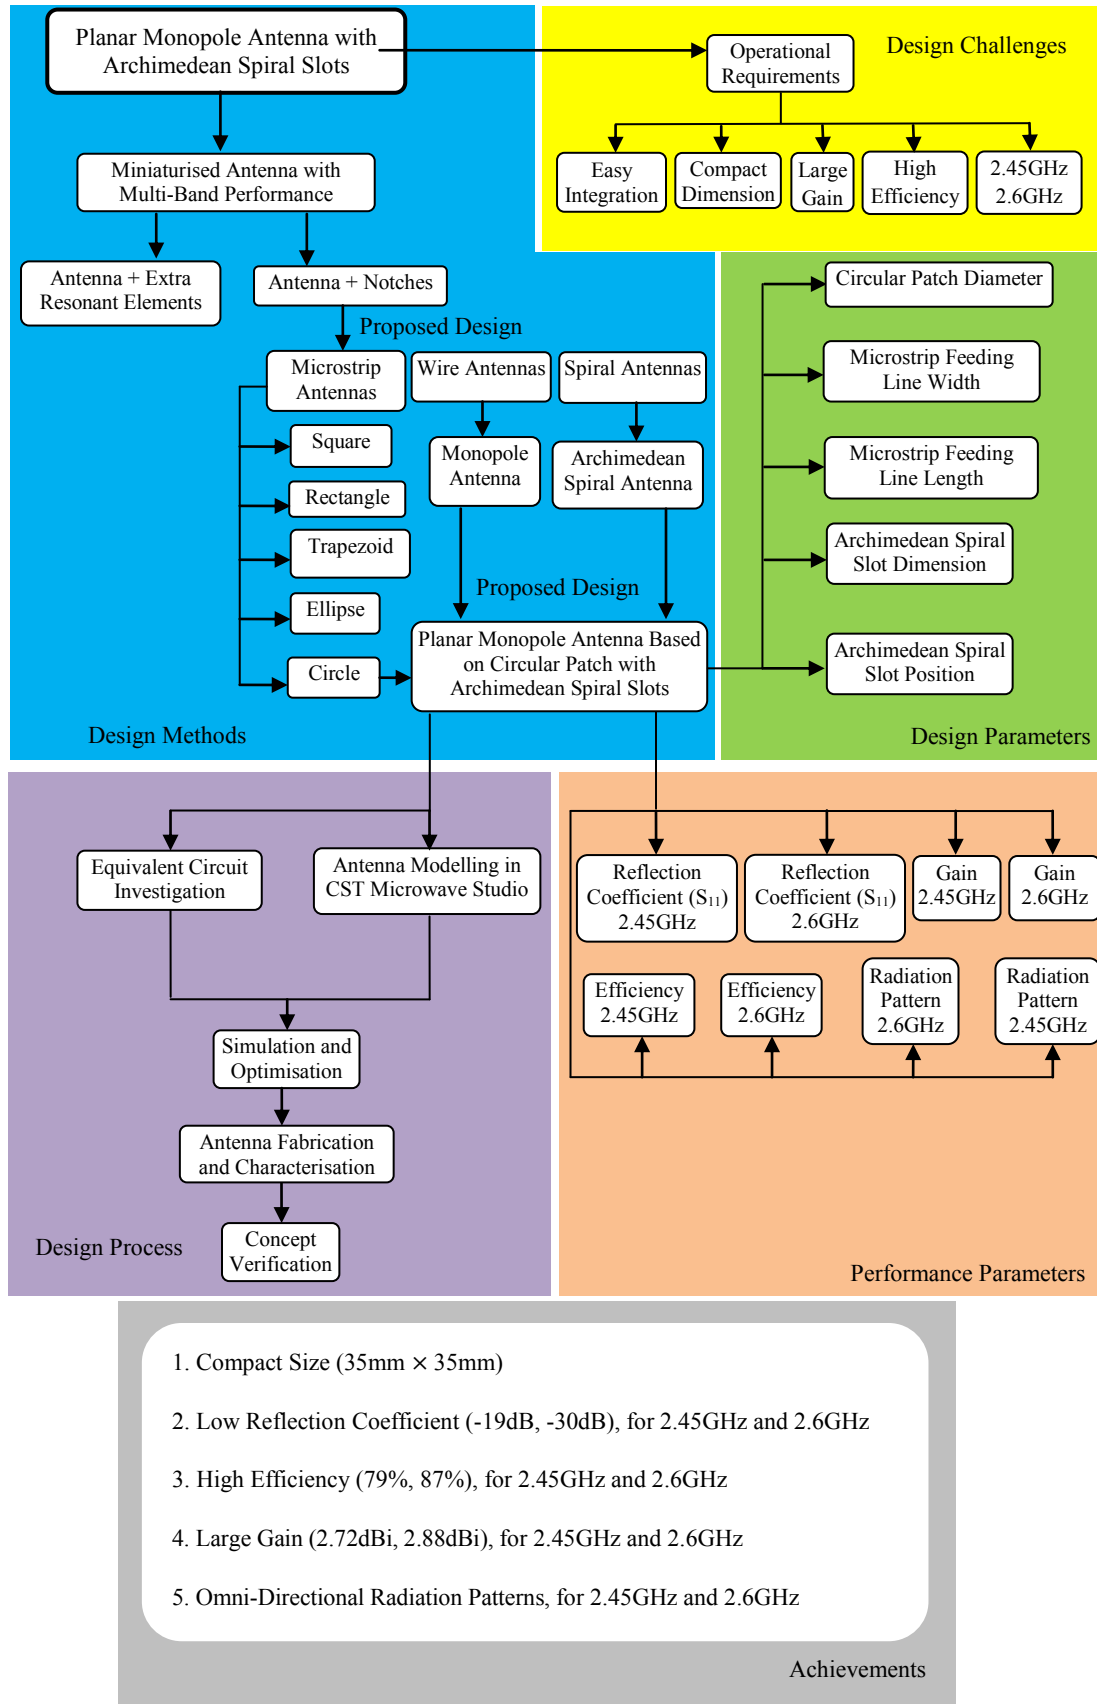 Planar Monopole Antenna with
Archimedean Spiral Slots
Operational
Requirements
Design Challenges
Easy
Integration
Compact
Dimension
Large
Gain
High
Efficiency
2.45GHz
2.6GHz
Miniaturised Antenna with
Multi-Band Performance
Antenna + Extra
Resonant Elements
Antenna + Notches
Proposed Design
Microstrip
Antennas
Wire Antennas
Spiral Antennas
Square
Rectangle
Trapezoid
Ellipse
Circle
Monopole
Antenna
Archimedean
Spiral Antenna
Proposed Design
Planar Monopole Antenna Based
on Circular Patch with
Archimedean Spiral Slots
Design Methods
Circular Patch Diameter
Microstrip Feeding
Line Width
Microstrip Feeding
Line Length
Archimedean Spiral
Slot Dimension
Archimedean Spiral
Slot Position
Design Parameters
Equivalent Circuit
Investigation
Antenna Modelling in
CST Microwave Studio
Simulation and
Optimisation
Antenna Fabrication
and Characterisation
Concept
Verification
Design Process
Reflection
Coefficient (S₁₁)
2.45GHz
Reflection
Coefficient (S₁₁)
2.6GHz
Gain
2.45GHz
Gain
2.6GHz
Efficiency
2.45GHz
Efficiency
2.6GHz
Radiation
Pattern
2.6GHz
Radiation
Pattern
2.45GHz
Performance Parameters
1. Compact Size (35mm × 35mm)
2. Low Reflection Coefficient (-19dB, -30dB), for 2.45GHz and 2.6GHz
3. High Efficiency (79%, 87%), for 2.45GHz and 2.6GHz
4. Large Gain (2.72dBi, 2.88dBi), for 2.45GHz and 2.6GHz
5. Omni-Directional Radiation Patterns, for 2.45GHz and 2.6GHz
Achievements